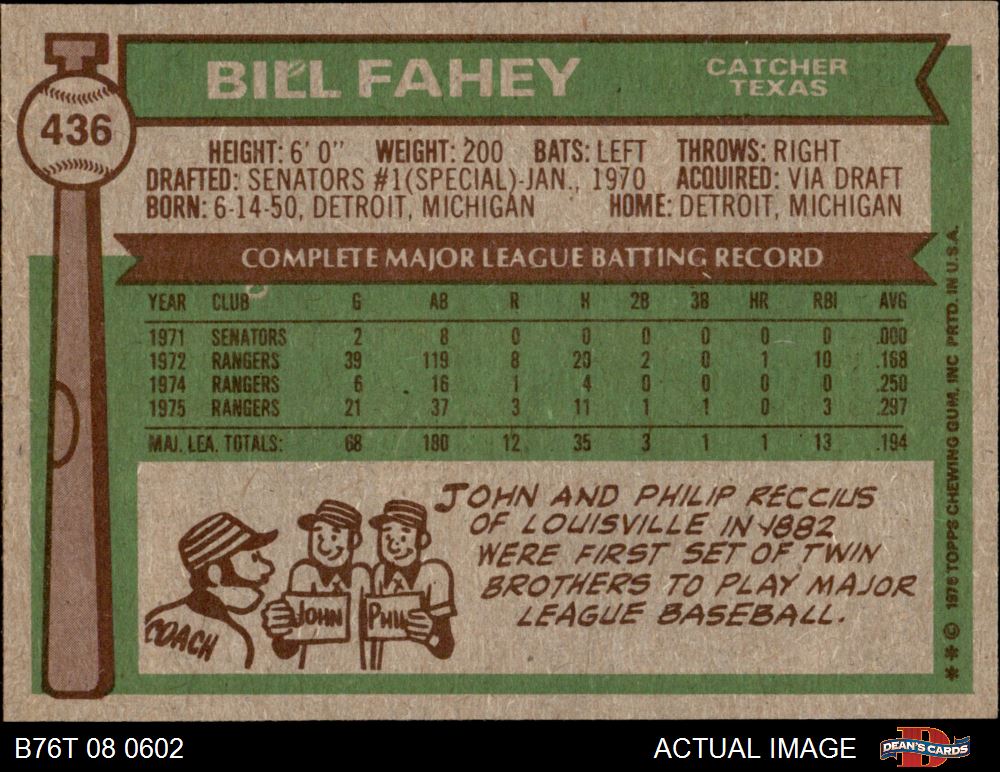 436
BILL FAHEY
CATCHER
TEXAS
HEIGHT: 6' 0" WEIGHT: 200 BATS: LEFT THROWS: RIGHT
DRAFTED: SENATORS #1(SPECIAL)-JAN., 1970 ACQUIRED: VIA DRAFT
BORN: 6-14-50, DETROIT, MICHIGAN HOME: DETROIT, MICHIGAN
COMPLETE MAJOR LEAGUE BATTING RECORD
YEAR CLUB G AB R H 2B 3B HR RBI AVG
1971 SENATORS 2 8 0 0 0 0 0 0 .000
1972 RANGERS 39 119 8 20 2 0 1 10 .168
1974 RANGERS 6 16 1 4 0 0 0 0 .250
1975 RANGERS 21 37 3 11 1 1 0 3 .297
MAJ. LEA. TOTALS: 68 180 12 35 3 1 1 13 .194
JOHN AND PHILIP RECCIUS
OF LOUISVILLE IN 1882
WERE FIRST SET OF TWIN
BROTHERS TO PLAY MAJOR
LEAGUE BASEBALL.
COACH
JOHN
PHIL
** © 1976 TOPPS CHEWING GUM, INC PRTD. IN U.S.A.
B76T 08 0602
ACTUAL IMAGE
DEAN'S CARDS